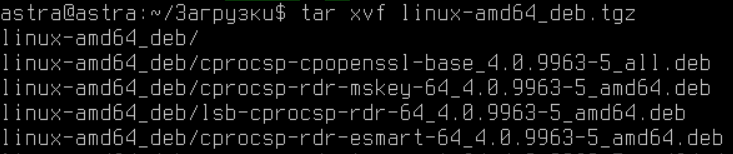 astra@astra:~/Загрузки$ tar xvf linux-amd64_deb.tgz
linux-amd64_deb/
linux-amd64_deb/cprocsp-cpopenssl-base_4.0.9963-5_all.deb
linux-amd64_deb/cprocsp-rdr-mskey-64_4.0.9963-5_amd64.deb
linux-amd64_deb/lsb-cprocsp-rdr-64_4.0.9963-5_amd64.deb
linux-amd64_deb/cprocsp-rdr-esmart-64_4.0.9963-5_amd64.deb